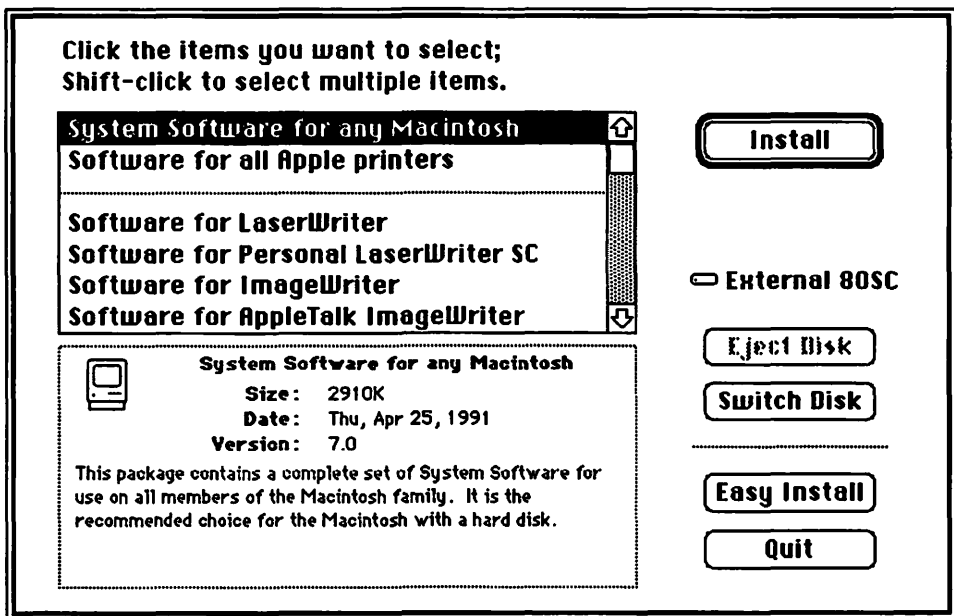 Click the items you want to select;
Shift-click to select multiple items.
System Software for any Macintosh
Software for all Apple printers
Software for LaserWriter
Software for Personal LaserWriter SC
Software for ImageWriter
Software for AppleTalk ImageWriter
System Software for any Macintosh
Size: 2910K
Date: Thu, Apr 25, 1991
Version: 7.0
This package contains a complete set of System Software for
use on all members of the Macintosh family. It is the
recommended choice for the Macintosh with a hard disk.
Install
External 80SC
Eject Disk
Switch Disk
Easy Install
Quit